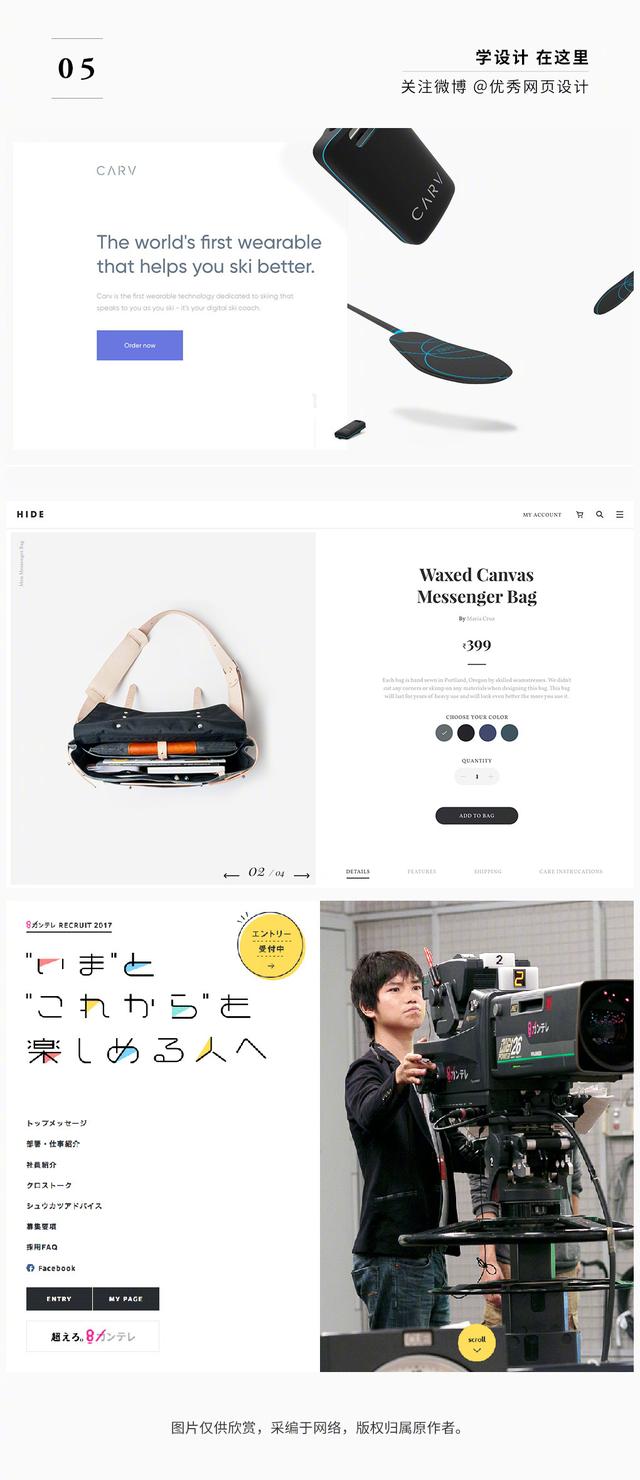 05
学设计 在这里
关注微博 @优秀网页设计
CARV
CARV
The world's first wearable
that helps you ski better.
Carv is the first wearable technology dedicated to skiing that
speaks to you as you ski - it's your digital ski coach.
Order now
HIDE
MY ACCOUNT
Mens Messenger Bag
Waxed Canvas
Messenger Bag
By Maria Cruz
₹399
Each bag is hand sewn in Portland, Oregon by skilled seamstresses. We didn't
cut any corners or skimp on any materials when designing this bag. This bag
will last for years of heavy use and will look even better the more you use it.
CHOOSE YOUR COLOR
QUANTITY
1
ADD TO BAG
02 / 04
DETAILS
FEATURES
SHIPPING
CARE INSTRUCATIONS
カンテレ RECRUIT 2017
エントリー
受付中
"いま"と
"これから"を
楽しめる人へ
トップメッセージ
部署・仕事紹介
社員紹介
クロストーク
シュウカツアドバイス
募集要項
採用FAQ
Facebook
ENTRY
MY PAGE
超えろ。カンテレ
2
2
カンテレ
カンテレ
2
scroll
图片仅供欣赏，采编于网络，版权归属原作者。